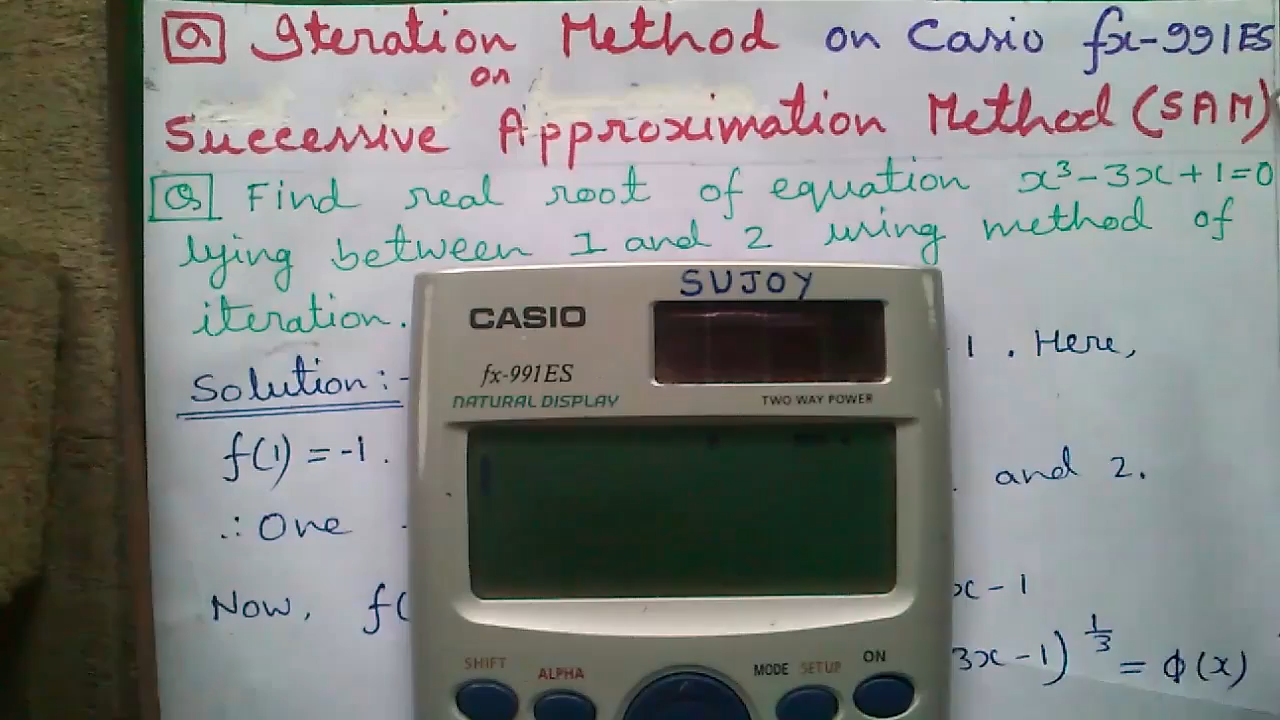 Q. Iteration Method on Casio fx-991ES
or
Successive Approximation Method (SAM)
Q Find real root of equation x³-3x+1=0
lying between 1 and 2 using method of
iteration.
SUJOY
CASIO
1. Here,
Solution:-
fx-991ES
NATURAL DISPLAY
TWO WAY POWER
f(1) = -1.
and 2.
∴ One
Now, f(
x-1
3x-1)^1/3 = φ(x)
SHIFT
ALPHA
MODE SETUP
ON